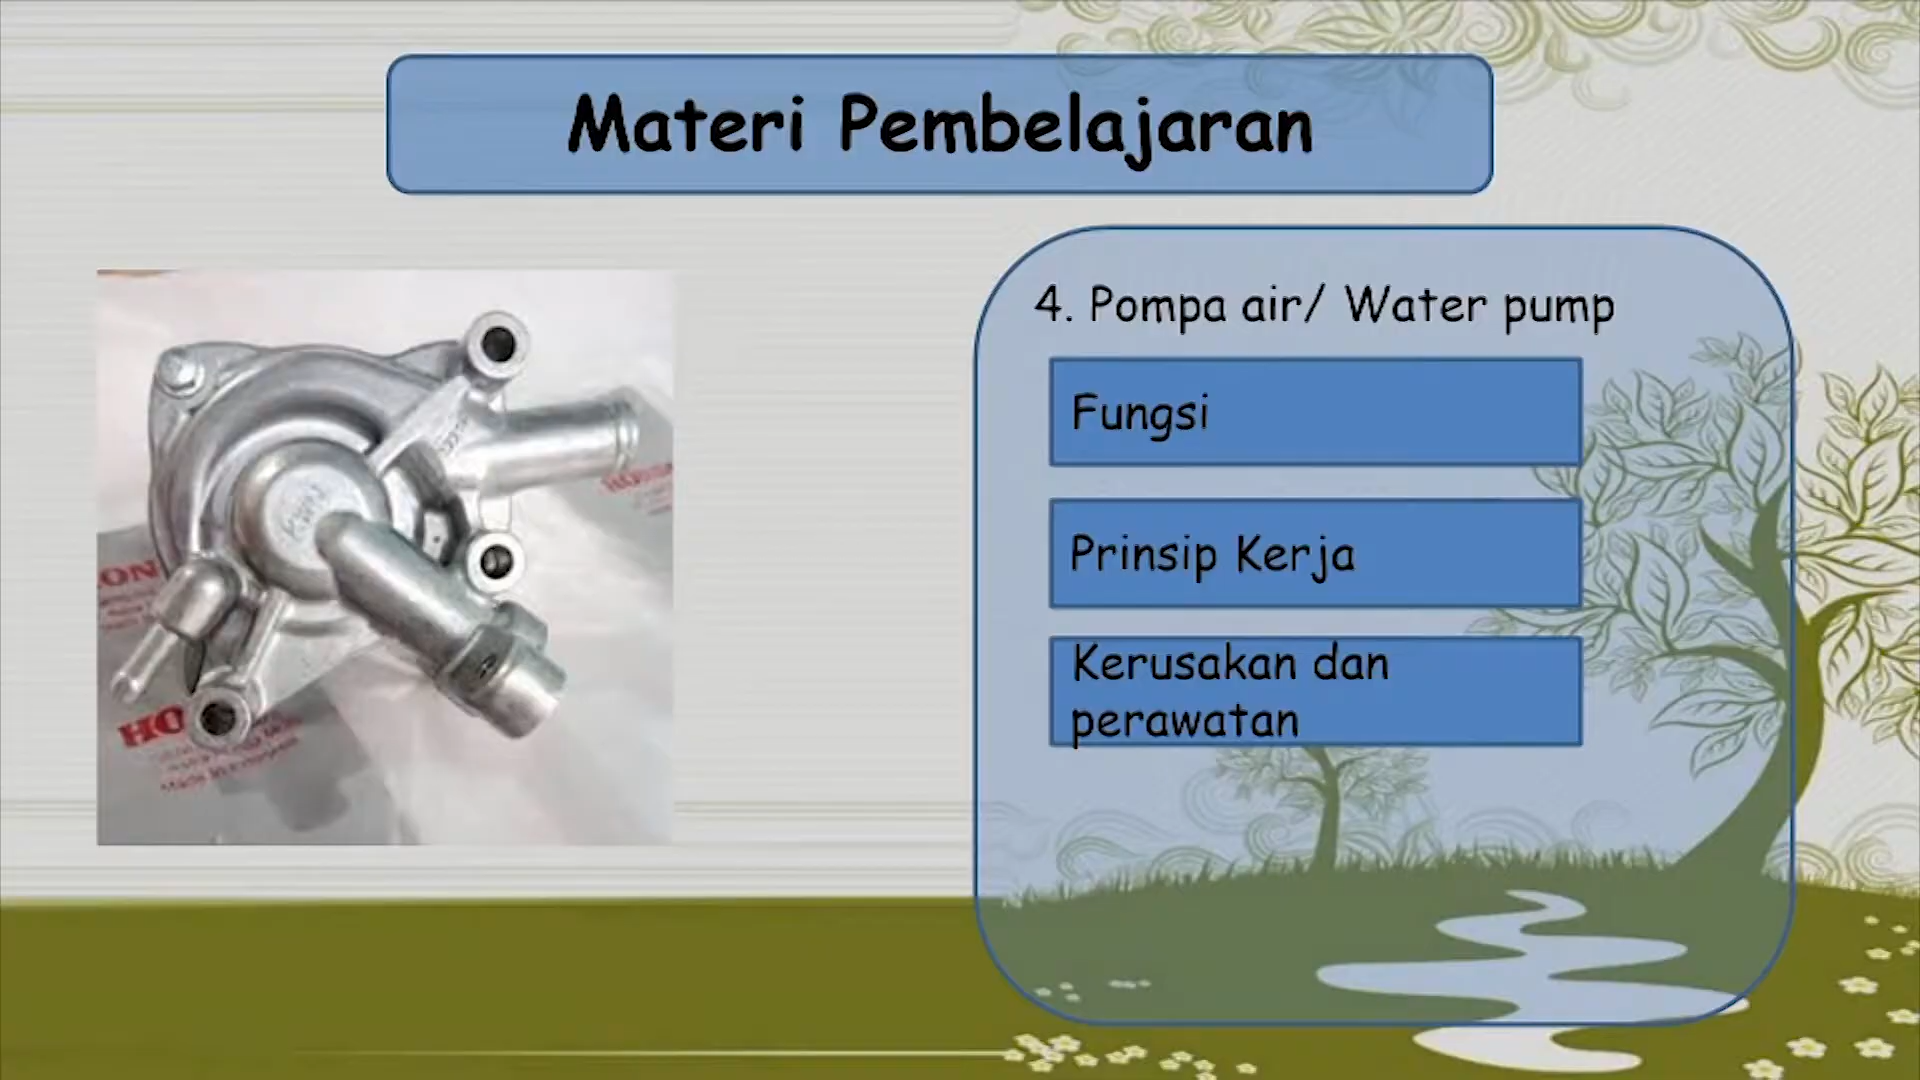 Materi Pembelajaran
4. Pompa air/ Water pump
Fungsi
Prinsip Kerja
Kerusakan dan
perawatan